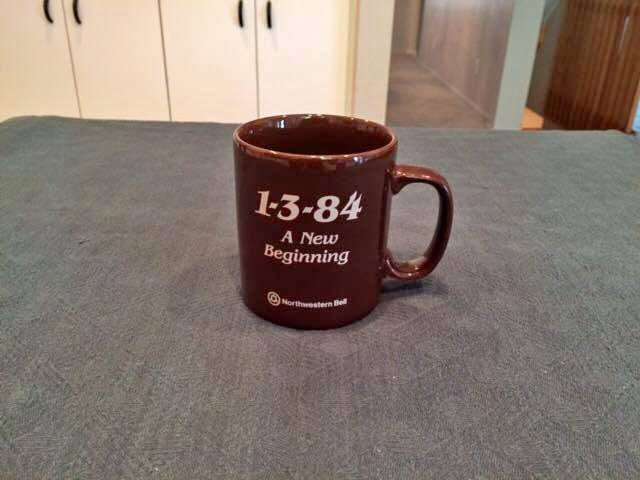 1-3-84
A New
Beginning
Northwestern Bell